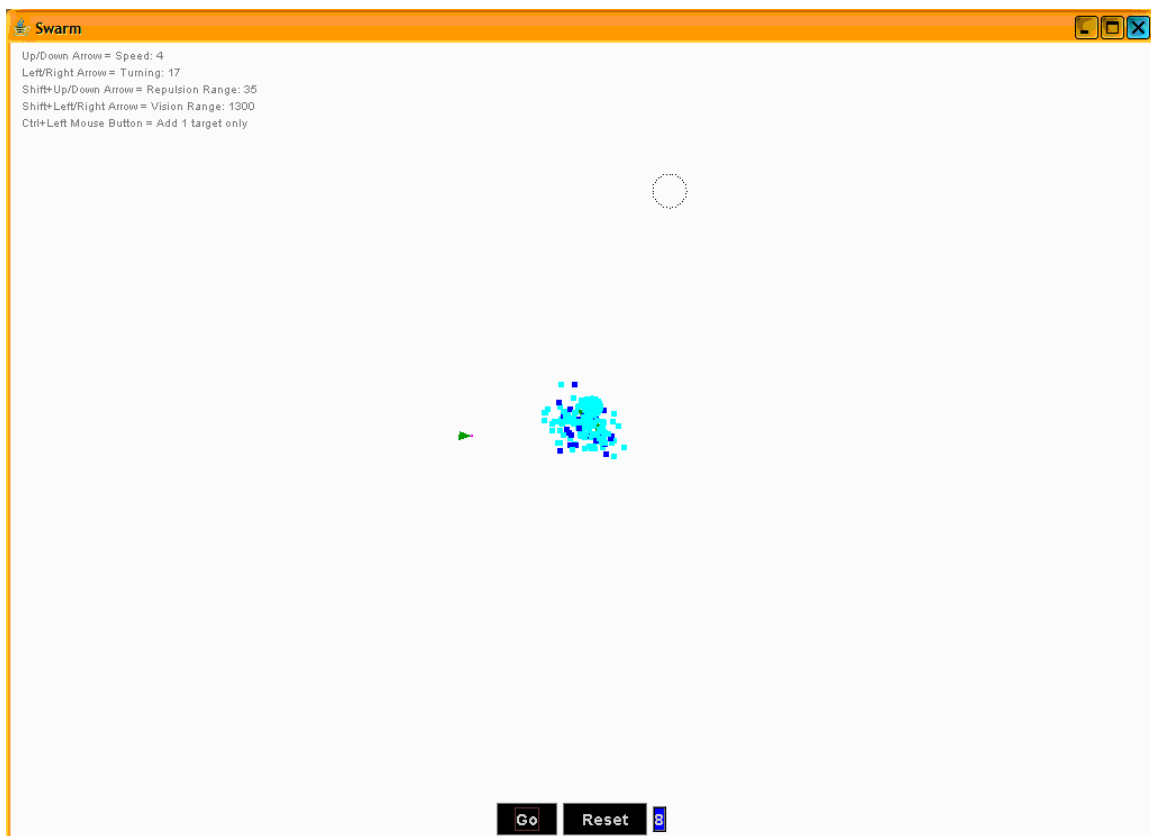 Swarm
Up/Down Arrow = Speed: 4
Left/Right Arrow = Turning: 17
Shift+Up/Down Arrow = Repulsion Range: 35
Shift+Left/Right Arrow = Vision Range: 1300
Ctrl+Left Mouse Button = Add 1 target only
Go Reset 8